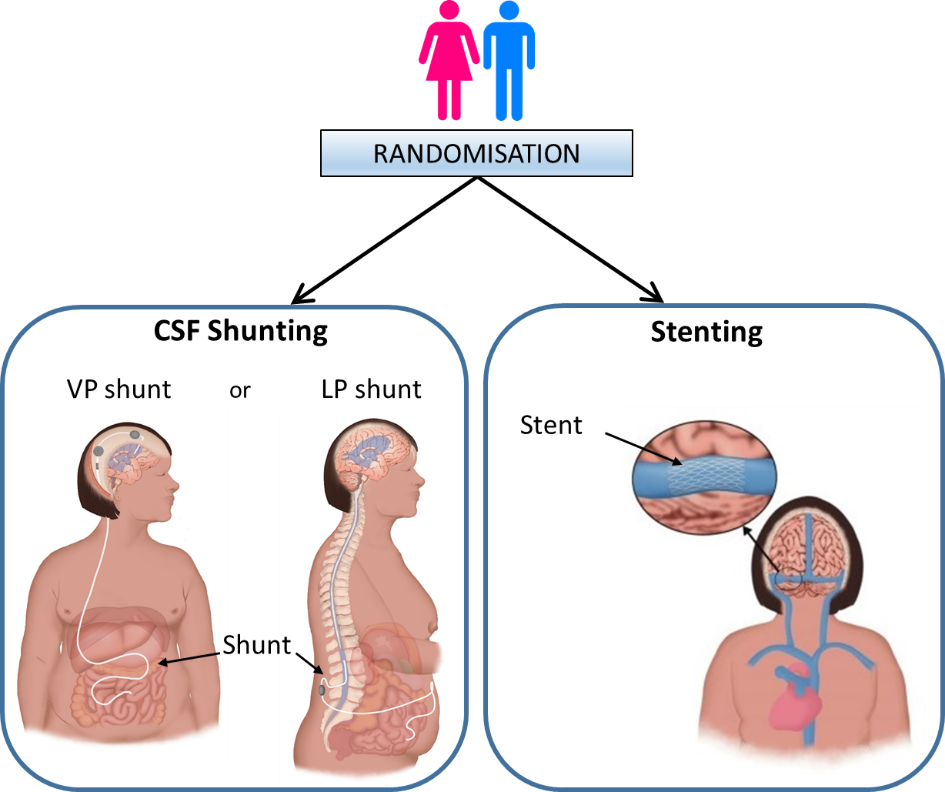 RANDOMISATION
CSF Shunting
VP shunt or LP shunt
Shunt
Stenting
Stent